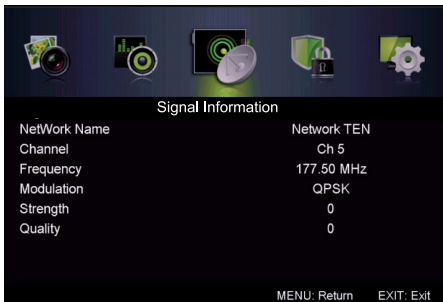 Signal Information
NetWork Name Network TEN
Channel Ch 5
Frequency 177.50 MHz
Modulation QPSK
Strength 0
Quality 0
MENU: Return EXIT: Exit